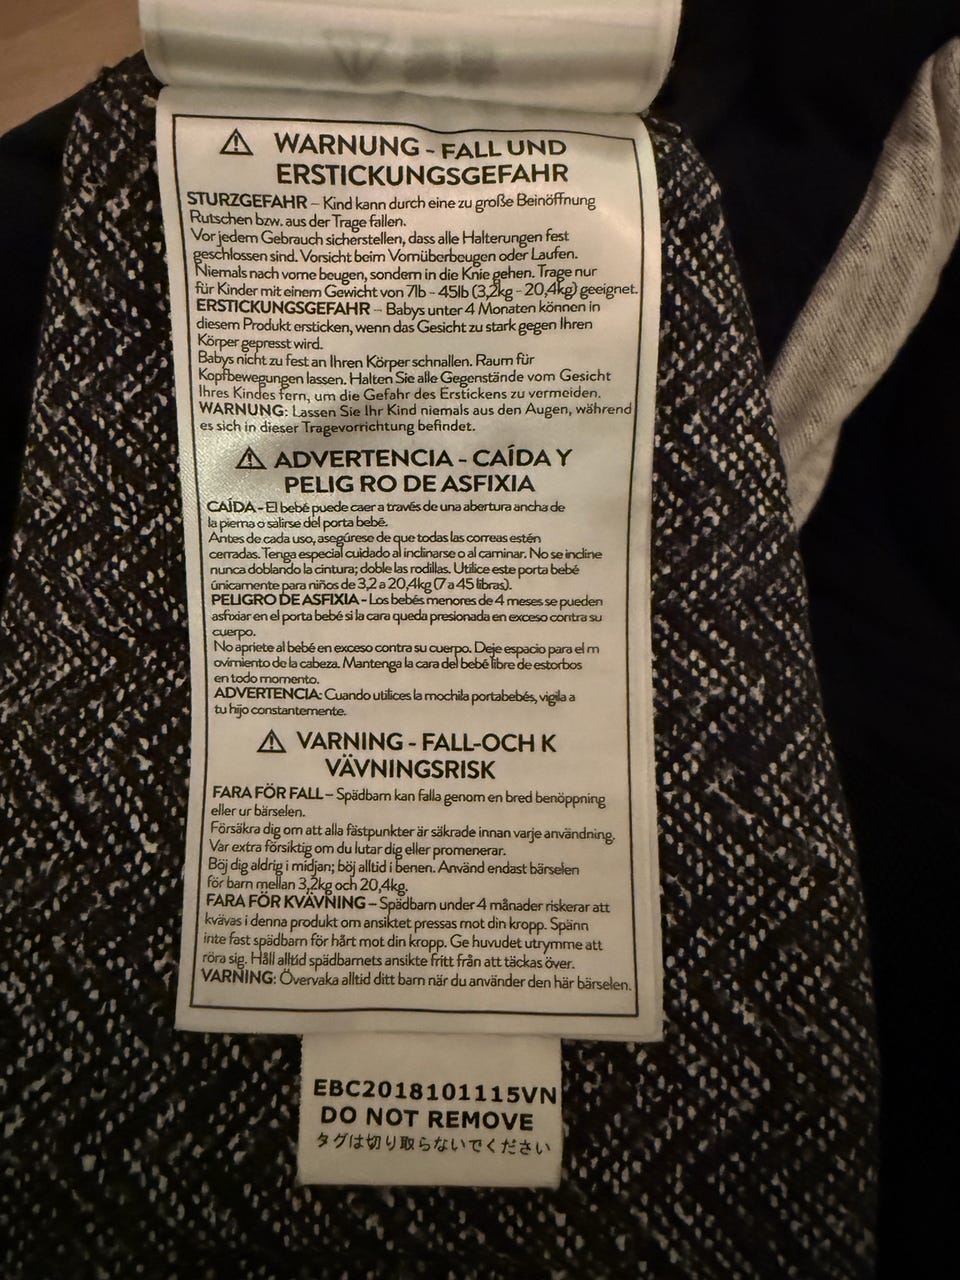 ⚠ WARNUNG - FALL UND
ERSTICKUNGSGEFAHR
STURZGEFAHR – Kind kann durch eine zu große Beinöffnung
Rutschen bzw. aus der Trage fallen.
Vor jedem Gebrauch sicherstellen, dass alle Halterungen fest
geschlossen sind. Vorsicht beim Vornüberbeugen oder Laufen.
Niemals nach vorne beugen, sondern in die Knie gehen. Trage nur
für Kinder mit einem Gewicht von 7lb - 45lb (3,2kg - 20,4kg) geeignet.
ERSTICKUNGSGEFAHR – Babys unter 4 Monaten können in
diesem Produkt ersticken, wenn das Gesicht zu stark gegen Ihren
Körper gepresst wird.
Babys nicht zu fest an Ihren Körper schnallen. Raum für
Kopfbewegungen lassen. Halten Sie alle Gegenstände vom Gesicht
Ihres Kindes fern, um die Gefahr des Erstickens zu vermeiden.
WARNUNG: Lassen Sie Ihr Kind niemals aus den Augen, während
es sich in dieser Tragevorrichtung befindet.
⚠ ADVERTENCIA - CAÍDA Y
PELIG RO DE ASFIXIA
CAÍDA - El bebé puede caer a través de una abertura ancha de
la pierna o salirse del porta bebé.
Antes de cada uso, asegúrese de que todas las correas estén
cerradas. Tenga especial cuidado al inclinarse o al caminar. No se incline
nunca doblando la cintura; doble las rodillas. Utilice este porta bebé
únicamente para niños de 3,2 a 20,4kg (7 a 45 libras).
PELIGRO DE ASFIXIA - Los bebés menores de 4 meses se pueden
asfixiar en el porta bebé si la cara queda presionada en exceso contra su
cuerpo.
No apriete al bebé en exceso contra su cuerpo. Deje espacio para el m
ovimiento de la cabeza. Mantenga la cara del bebé libre de estorbos
en todo momento.
ADVERTENCIA: Cuando utilices la mochila portabebés, vigila a
tu hijo constantemente.
⚠ VARNING - FALL-OCH K
VÄVNINGSRISK
FARA FÖR FALL – Spädbarn kan falla genom en bred benöppning
eller ur bärselen.
Försäkra dig om att alla fästpunkter är säkrade innan varje användning.
Var extra försiktig om du lutar dig eller promenerar.
Böj dig aldrig i midjan; böj alltid i benen. Använd endast bärselen
för barn mellan 3,2kg och 20,4kg.
FARA FÖR KVÄVNING – Spädbarn under 4 månader riskerar att
kvävas i denna produkt om ansiktet pressas mot din kropp. Spänn
inte fast spädbarn för hårt mot din kropp. Ge huvudet utrymme att
röra sig. Håll alltid spädbarnets ansikte fritt från att täckas över.
VARNING: Övervaka alltid ditt barn när du använder den här bärselen.
EBC2018101115VN
DO NOT REMOVE
タグは切り取らないでください